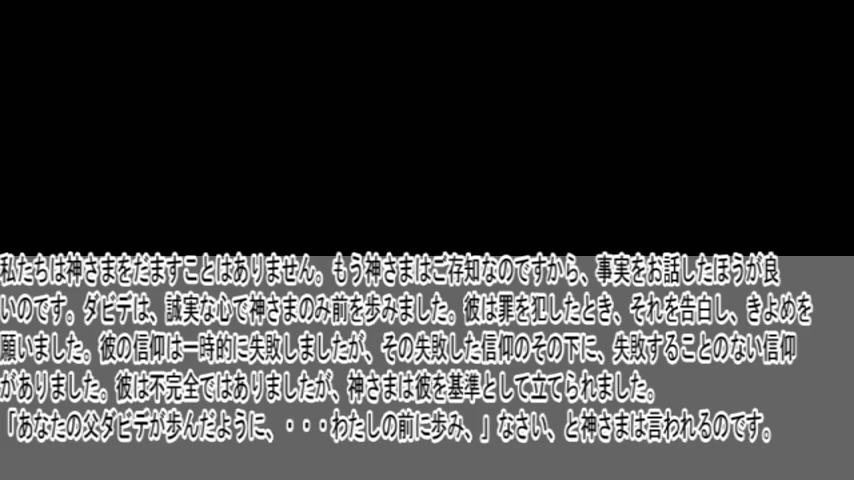 私たちは神さまをだますことはありません。もう神さまはご存知なのですから、事実をお話したほうが良
いのです。ダビデは、誠実な心で神さまのみ前を歩みました。彼は罪を犯したとき、それを告白し、きよめを
願いました。彼の信仰は一時的に失敗しましたが、その失敗した信仰のその下に、失敗することのない信仰
がありました。彼は不完全ではありましたが、神さまは彼を基準として立てられました。
「あなたの父ダビデが歩んだように、・・・わたしの前に歩み、」なさい、と神さまは言われるのです。